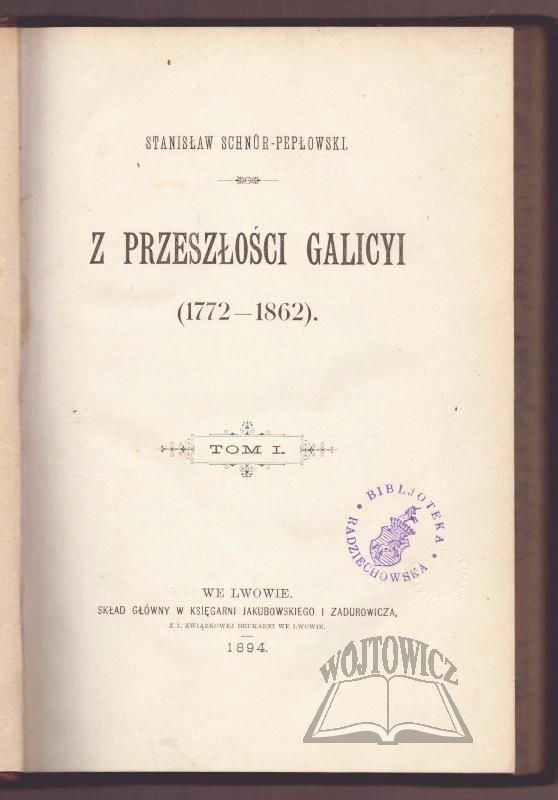 STANISŁAW SCHNÜR-PEPŁOWSKI.
Z PRZESZŁOŚCI GALICYI
(1772—1862).
TOM I.
BIBLJOTEKA
RADZIECHOWSKA
WE LWOWIE.
SKŁAD GŁÓWNY W KSIĘGARNI JAKUBOWSKIEGO I ZADUROWICZA,
Z I. ZWIĄZKOWEJ DRUKARNI WE LWOWIE.
1894.
WÓJTOWICZ